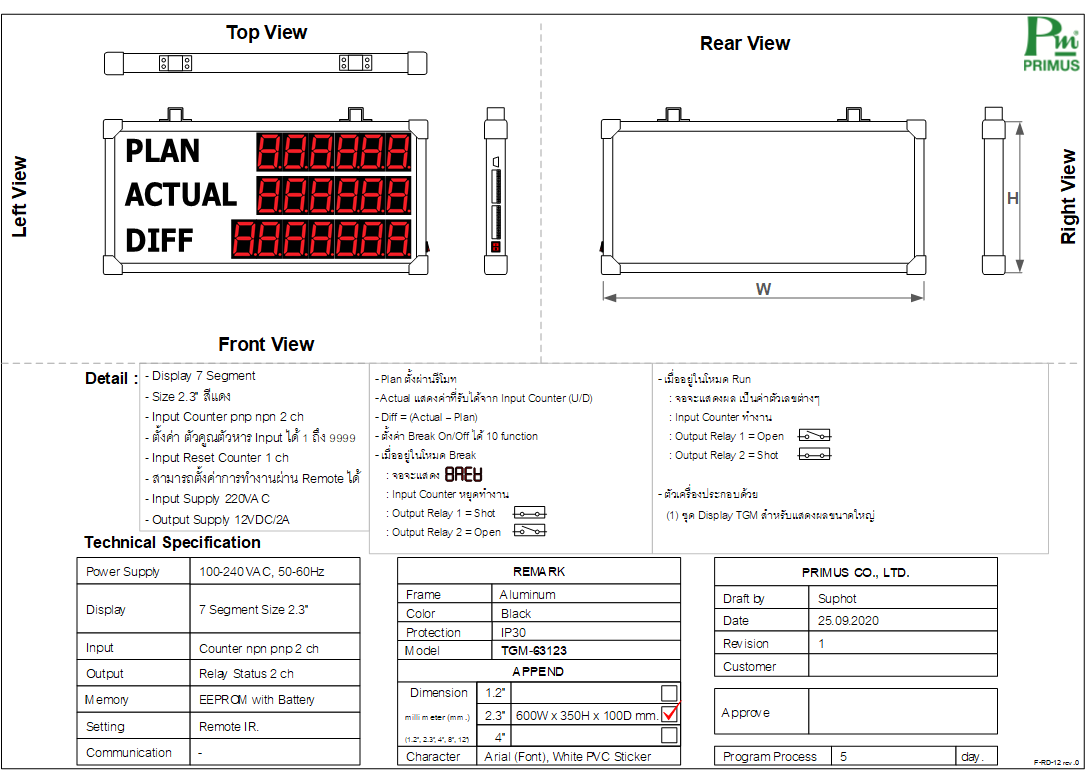 Top View
Rear View
Pm
PRIMUS
Left View
PLAN
ACTUAL
DIFF
H
Right View
W
Front View
Detail :
- Display 7 Segment
- Size 2.3" สีแดง
- Input Counter pnp npn 2 ch
- ตั้งค่า ตัวคูณตัวหาร Input ได้ 1 ถึง 9999
- Input Reset Counter 1 ch
- สามารถตั้งค่าการทำงานผ่าน Remote ได้
- Input Supply 220VAC
- Output Supply 12VDC/2A
- Plan ตั้งผ่านรีโมท
- Actual แสดงค่าที่รับได้จาก Input Counter (U/D)
- Diff = (Actual – Plan)
- ตั้งค่า Break On/Off ได้ 10 function
- เมื่ออยู่ในโหมด Break
: จอจะแสดง
: Input Counter หยุดทำงาน
: Output Relay 1 = Shot
: Output Relay 2 = Open
- เมื่ออยู่ในโหมด Run
: จอจะแสดงผล เป็นค่าตัวเลขต่างๆ
: Input Counter ทำงาน
: Output Relay 1 = Open
: Output Relay 2 = Shot
- ตัวเครื่องประกอบด้วย
(1) ชุด Display TGM สำหรับแสดงผลขนาดใหญ่
Technical Specification
Power Supply 100-240VAC, 50-60Hz
Display 7 Segment Size 2.3"
Input Counter npn pnp 2 ch
Output Relay Status 2 ch
Memory EEPROM with Battery
Setting Remote IR.
Communication -
REMARK
Frame Aluminum
Color Black
Protection IP30
Model TGM-63123
APPEND
Dimension 1.2"
millimeter (mm.) 2.3" 600W x 350H x 100D mm.
(1.2", 2.3", 4", 8", 12") 4"
Character Arial (Font), White PVC Sticker
PRIMUS CO., LTD.
Draft by Suphot
Date 25.09.2020
Revision 1
Customer
Approve
Program Process 5 day.
F-RD-12 rev.0